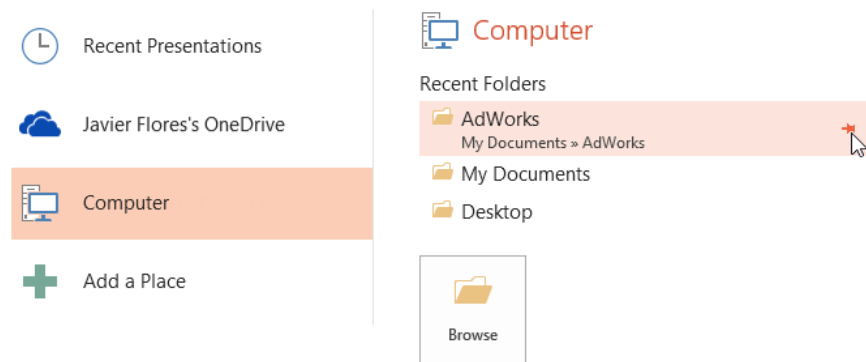 Recent Presentations
Javier Flores's OneDrive
Computer
Add a Place
Computer
Recent Folders
AdWorks
My Documents » AdWorks
My Documents
Desktop
Browse